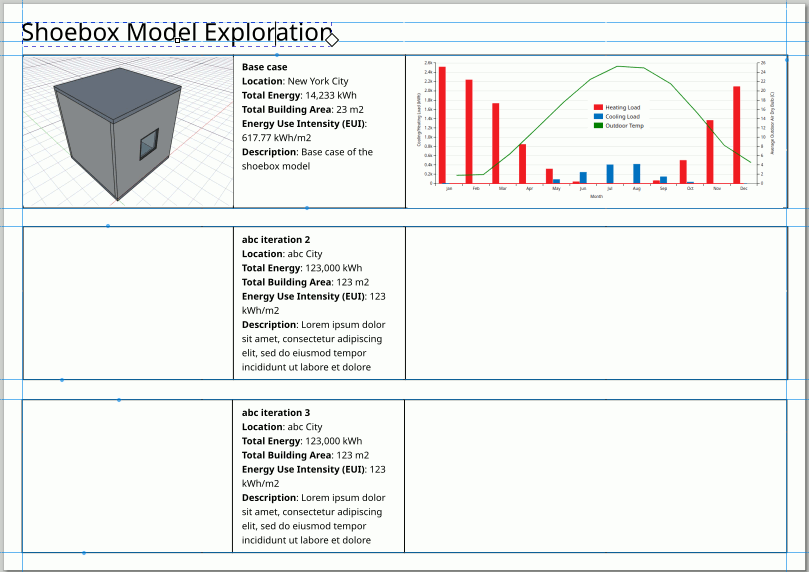 Shoebox Model Exploration
Base case
Location: New York City
Total Energy: 14,233 kWh
Total Building Area: 23 m2
Energy Use Intensity (EUI):
617.77 kWh/m2
Description: Base case of the
shoebox model
Cooling/Heating Load (kWh)
2.6k
2.4k
2.2k
2k
1.8k
1.6k
1.4k
1.2k
1k
0.8k
0.6k
0.4k
0.2k
0
Heating Load
Cooling Load
Outdoor Temp
26
24
22
20
18
16
14
12
10
8
6
4
2
0
Average Outdoor Air Dry Bulb (C)
Jan Feb Mar Apr May Jun Jul Aug Sep Oct Nov Dec
Month
abc iteration 2
Location: abc City
Total Energy: 123,000 kWh
Total Building Area: 123 m2
Energy Use Intensity (EUI): 123
kWh/m2
Description: Lorem ipsum dolor
sit amet, consectetur adipiscing
elit, sed do eiusmod tempor
incididunt ut labore et dolore
abc iteration 3
Location: abc City
Total Energy: 123,000 kWh
Total Building Area: 123 m2
Energy Use Intensity (EUI): 123
kWh/m2
Description: Lorem ipsum dolor
sit amet, consectetur adipiscing
elit, sed do eiusmod tempor
incididunt ut labore et dolore